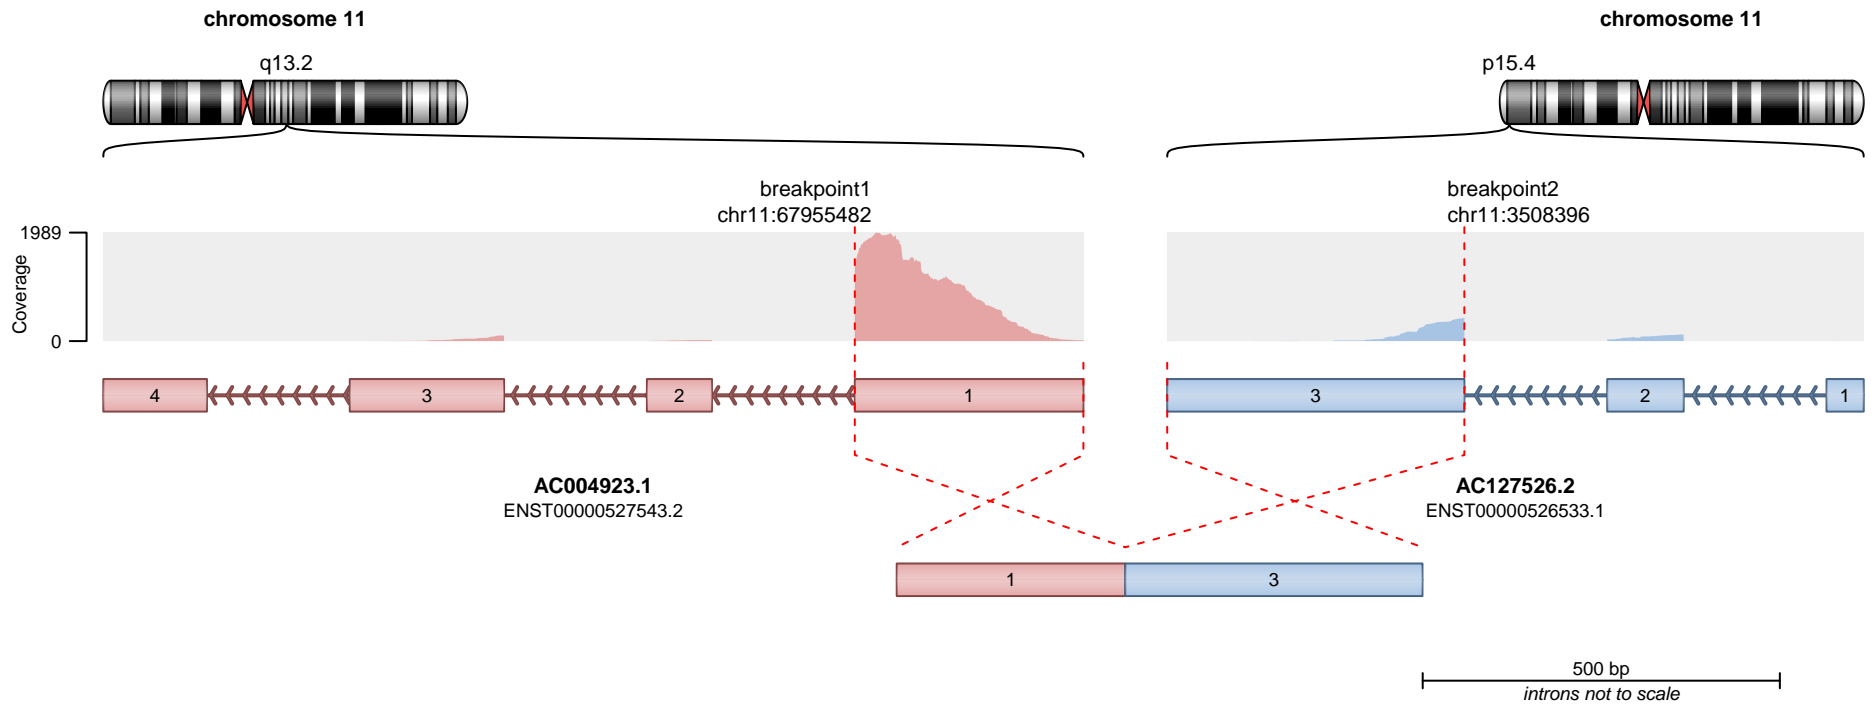 chromosome 11
chromosome 11
q13.2
p15.4
breakpoint1
chr11:67955482
breakpoint2
chr11:3508396
1989
Coverage
0
4
3
2
1
3
2
1
AC004923.1
ENST00000527543.2
AC127526.2
ENST00000526533.1
1
3
500 bp
introns not to scale